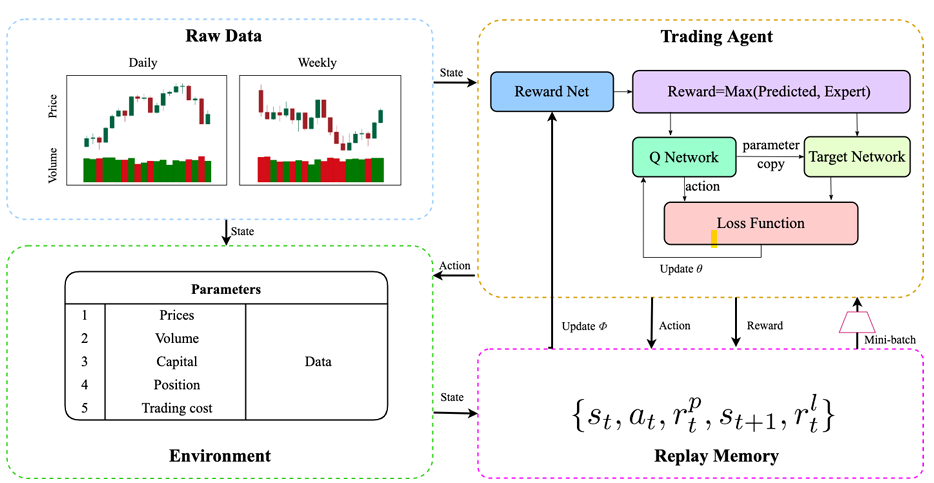 Raw Data
Daily
Weekly
Price
Volume
State
State
Trading Agent
Reward Net
Reward=Max(Predicted, Expert)
Q Network
parameter
copy
Target Network
action
Loss Function
Update θ
Action
Parameters
1 Prices
2 Volume
3 Capital Data
4 Position
5 Trading cost
Environment
State
Update Φ
Action
Reward
Mini-batch
{s_t, a_t, r_t^p, s_{t+1}, r_t^l}
Replay Memory